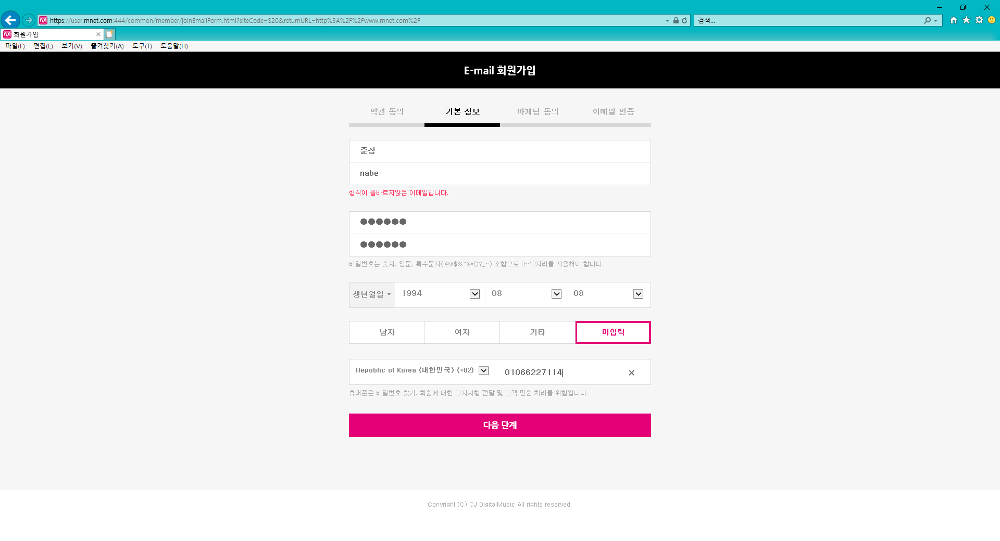 https://user.mnet.com:444/common/member/joinEmailForm.html?siteCode=S20&returnURL=http%3A%2F%2Fwww.mnet.com%2F
검색...
회원가입
파일(F) 편집(E) 보기(V) 즐겨찾기(A) 도구(T) 도움말(H)
E-mail 회원가입
약관 동의 기본 정보 마케팅 동의 이메일 인증
준성
nabe
형식이 올바르지않은 이메일입니다.
비밀번호는 숫자, 영문, 특수문자(!@#$%^&*()?_~) 조합으로 8~12자리를 사용해야 합니다.
생년월일 * 1994 08 08
남자 여자 기타 미입력
Republic of Korea (대한민국) (+82) 01066227114
휴대폰은 비밀번호 찾기, 회원에 대한 고지사항 전달 및 고객 민원 처리를 위함입니다.
다음 단계
Copyright (C) CJ DigitalMusic All rights reserved.